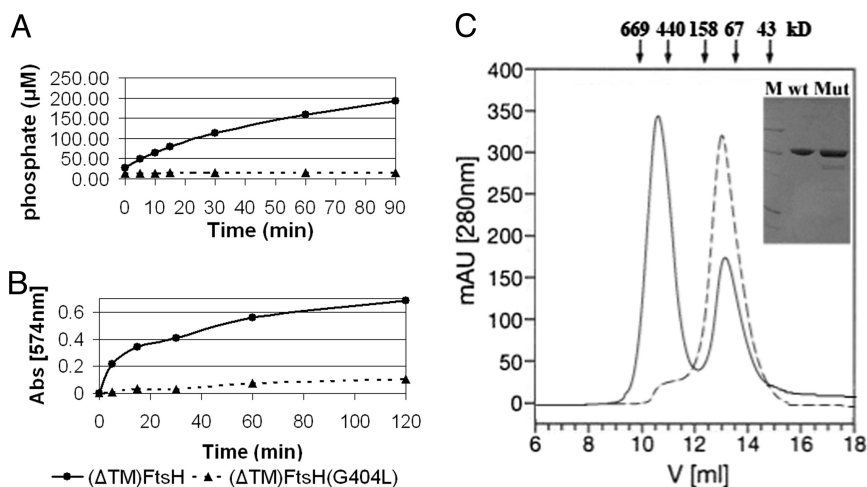 A
phosphate (μM)
250.00
200.00
150.00
100.00
50.00
0.00
0 10 20 30 40 50 60 70 80 90
Time (min)
B
Abs [574nm]
0.6
0.4
0.2
0
0 20 40 60 80 100 120
Time (min)
(ΔTM)FtsH (ΔTM)FtsH(G404L)
C
669 440 158 67 43 kD
mAU [280nm]
400
350
300
250
200
150
100
50
0
M wt Mut
6 8 10 12 14 16 18
V [ml]